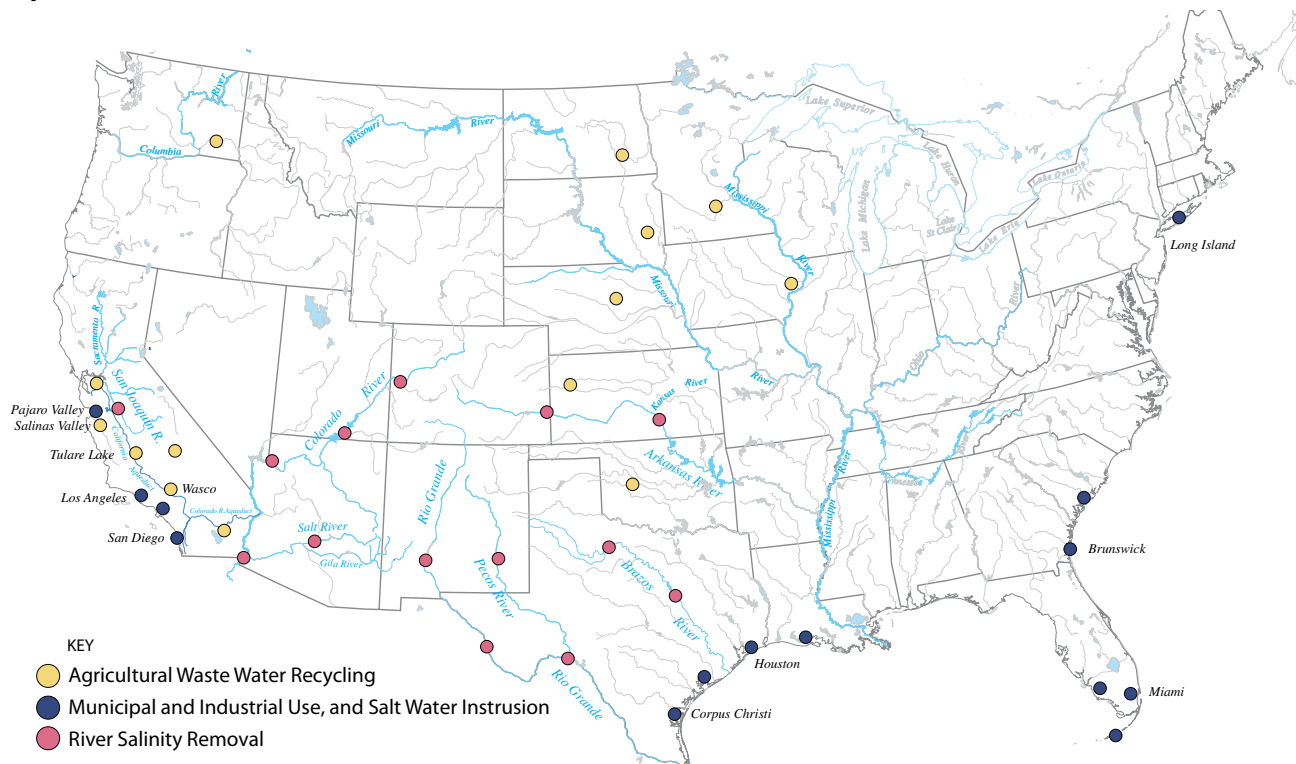 River
Columbia
Missouri
River
Lake Superior
Lake Huron
Lake Ontario
Lake Michigan
Lake
St Clair
Lake Erie
Mississippi
River
Long Island
Missouri
River
Ohio
Sacramento R.
San Joaquin R.
Pajaro Valley
Salinas Valley
California
Aqueduct
Tulare Lake
Wasco
Los Angeles
Colorado R.Aqueduct
San Diego
Colorado
River
Salt River
Gila River
Rio Grande
Pecos River
Kansas
River
River
Arkansas River
Brazos
River
Rio Grande
Mississippi
River
Brunswick
Houston
Corpus Christi
Miami
KEY
Agricultural Waste Water Recycling
Municipal and Industrial Use, and Salt Water Instrusion
River Salinity Removal